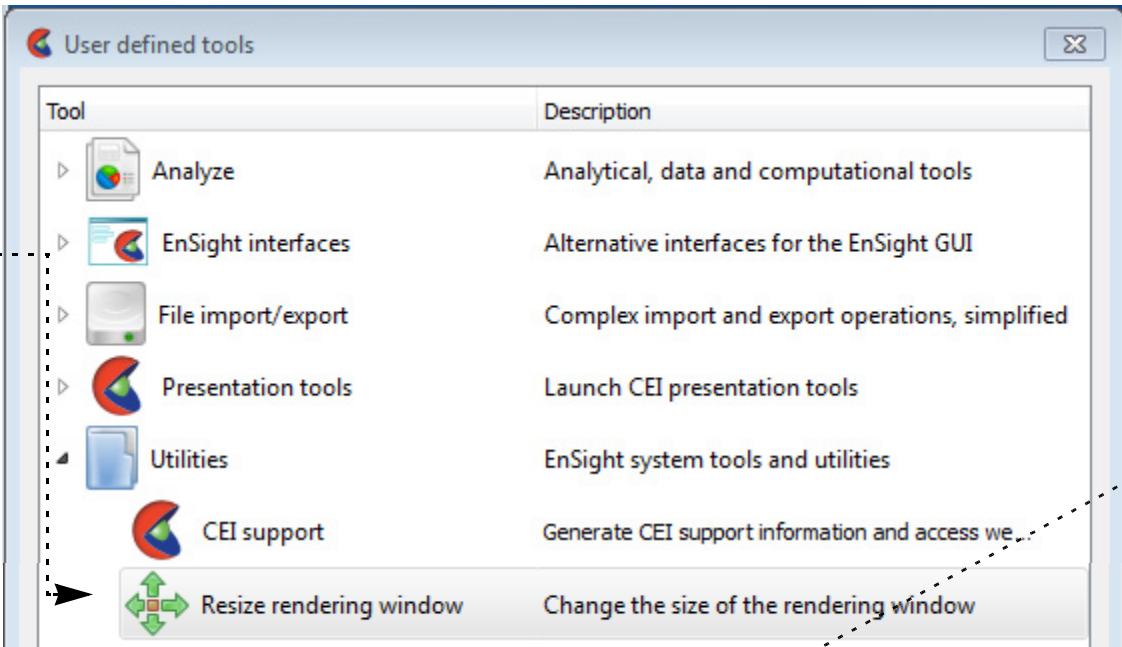 User defined tools
Tool Description
Analyze Analytical, data and computational tools
EnSight interfaces Alternative interfaces for the EnSight GUI
File import/export Complex import and export operations, simplified
Presentation tools Launch CEI presentation tools
Utilities EnSight system tools and utilities
CEI support Generate CEI support information and access we...
Resize rendering window Change the size of the rendering window